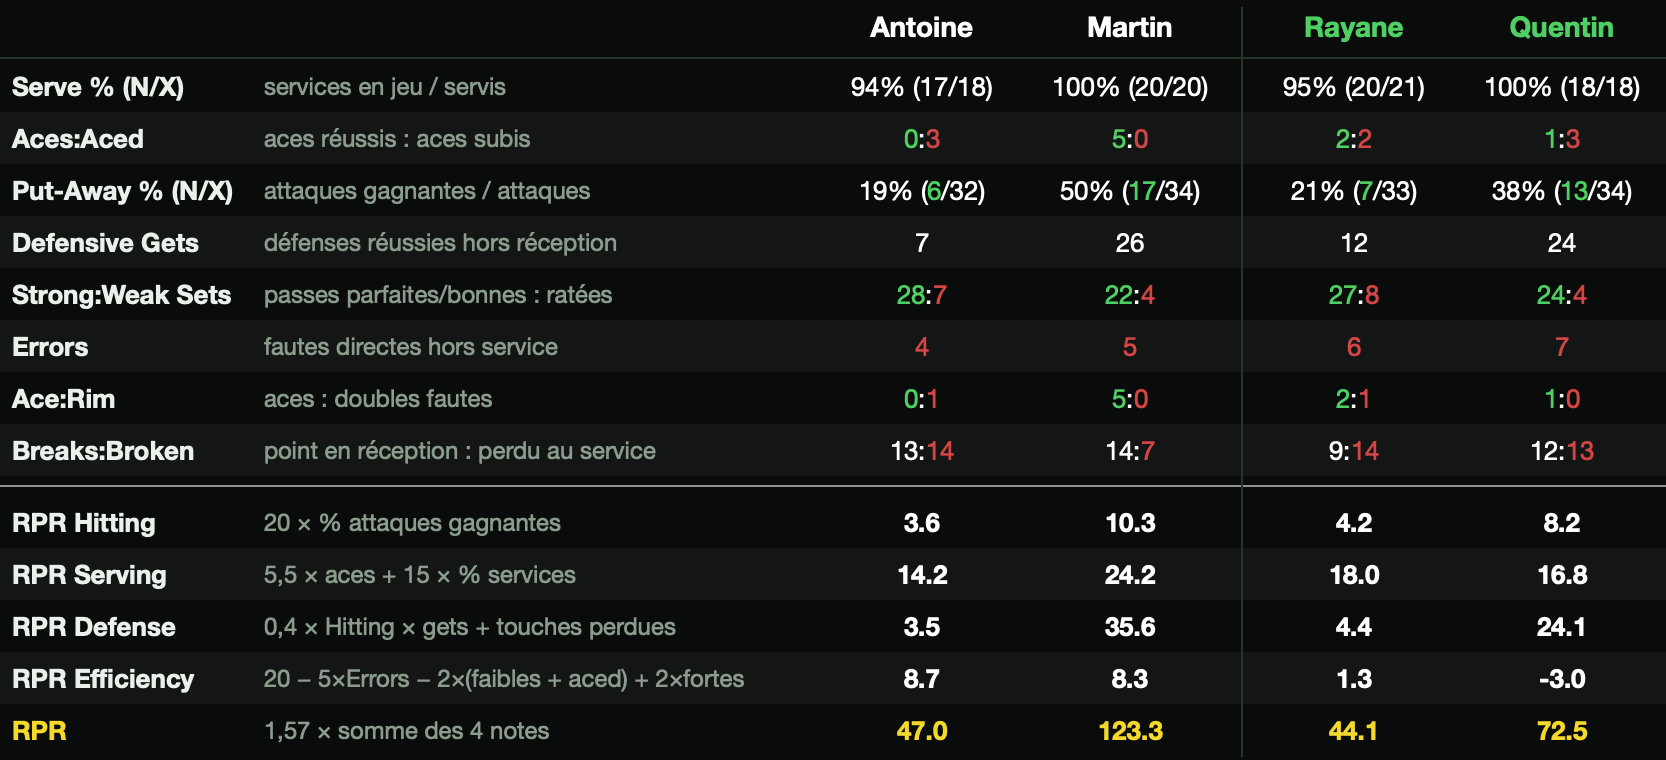 Antoine Martin Rayane Quentin
Serve % (N/X) services en jeu / servis 94% (17/18) 100% (20/20) 95% (20/21) 100% (18/18)
Aces:Aced aces réussis : aces subis 0:3 5:0 2:2 1:3
Put-Away % (N/X) attaques gagnantes / attaques 19% (6/32) 50% (17/34) 21% (7/33) 38% (13/34)
Defensive Gets défenses réussies hors réception 7 26 12 24
Strong:Weak Sets passes parfaites/bonnes : ratées 28:7 22:4 27:8 24:4
Errors fautes directes hors service 4 5 6 7
Ace:Rim aces : doubles fautes 0:1 5:0 2:1 1:0
Breaks:Broken point en réception : perdu au service 13:14 14:7 9:14 12:13
RPR Hitting 20 × % attaques gagnantes 3.6 10.3 4.2 8.2
RPR Serving 5,5 × aces + 15 × % services 14.2 24.2 18.0 16.8
RPR Defense 0,4 × Hitting × gets + touches perdues 3.5 35.6 4.4 24.1
RPR Efficiency 20 − 5×Errors − 2×(faibles + aced) + 2×fortes 8.7 8.3 1.3 -3.0
RPR 1,57 × somme des 4 notes 47.0 123.3 44.1 72.5